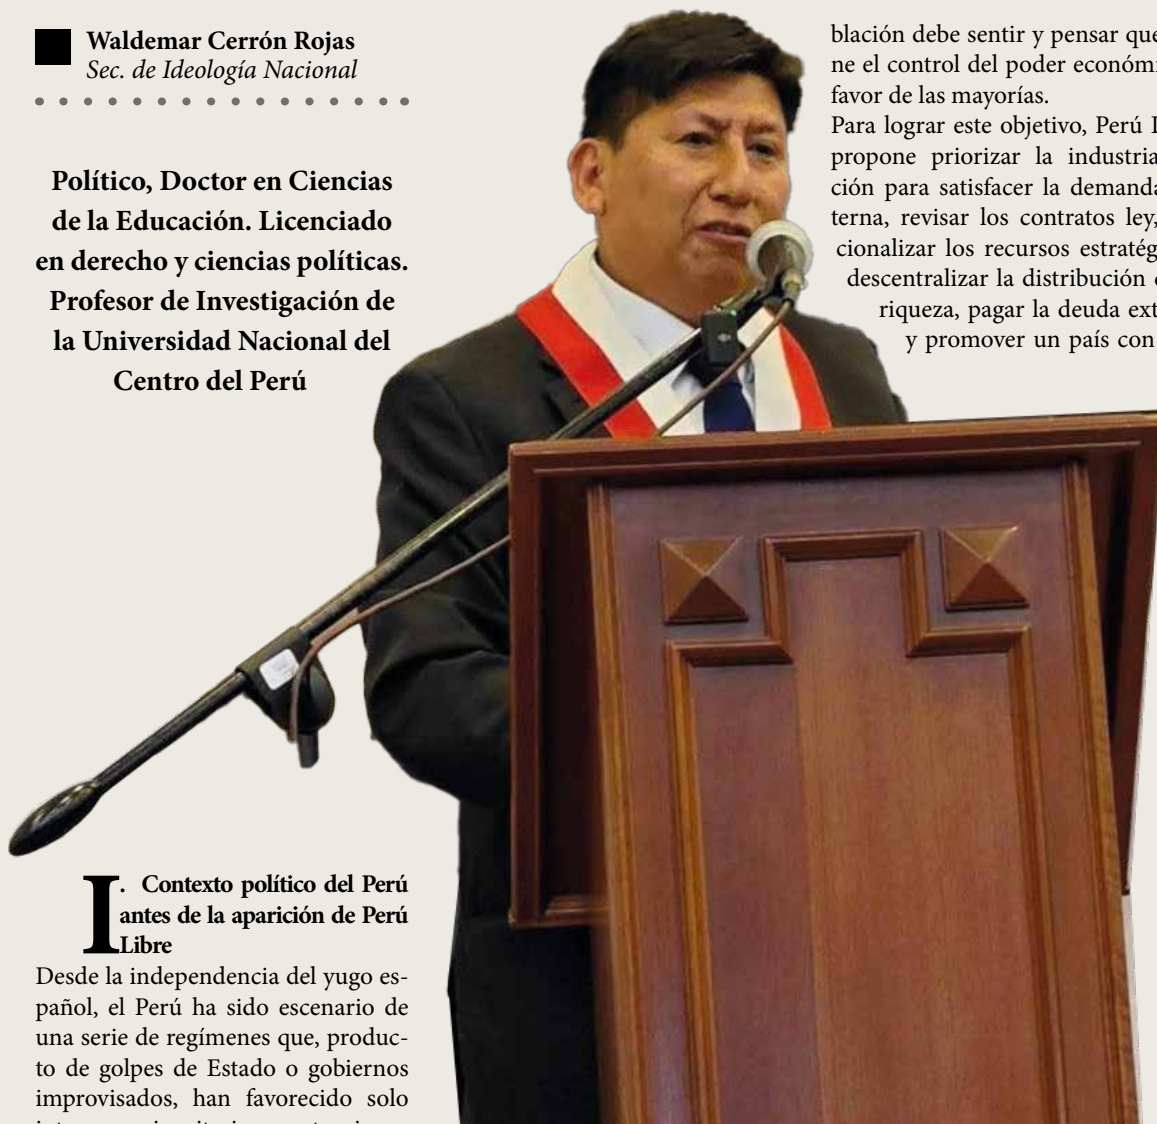 Waldemar Cerrón Rojas
Sec. de Ideología Nacional
Político, Doctor en Ciencias
de la Educación. Licenciado
en derecho y ciencias políticas.
Profesor de Investigación de
la Universidad Nacional del
Centro del Perú
I. Contexto político del Perú
antes de la aparición de Perú
Libre
Desde la independencia del yugo es-
pañol, el Perú ha sido escenario de
una serie de regímenes que, produc-
to de golpes de Estado o gobiernos
improvisados, han favorecido solo
blación debe sentir y pensar que
ne el control del poder económi
favor de las mayorías.
Para lograr este objetivo, Perú
propone priorizar la industria
ción para satisfacer la demanda
terna, revisar los contratos ley,
cionalizar los recursos estratég
descentralizar la distribución
riqueza, pagar la deuda ext
y promover un país con